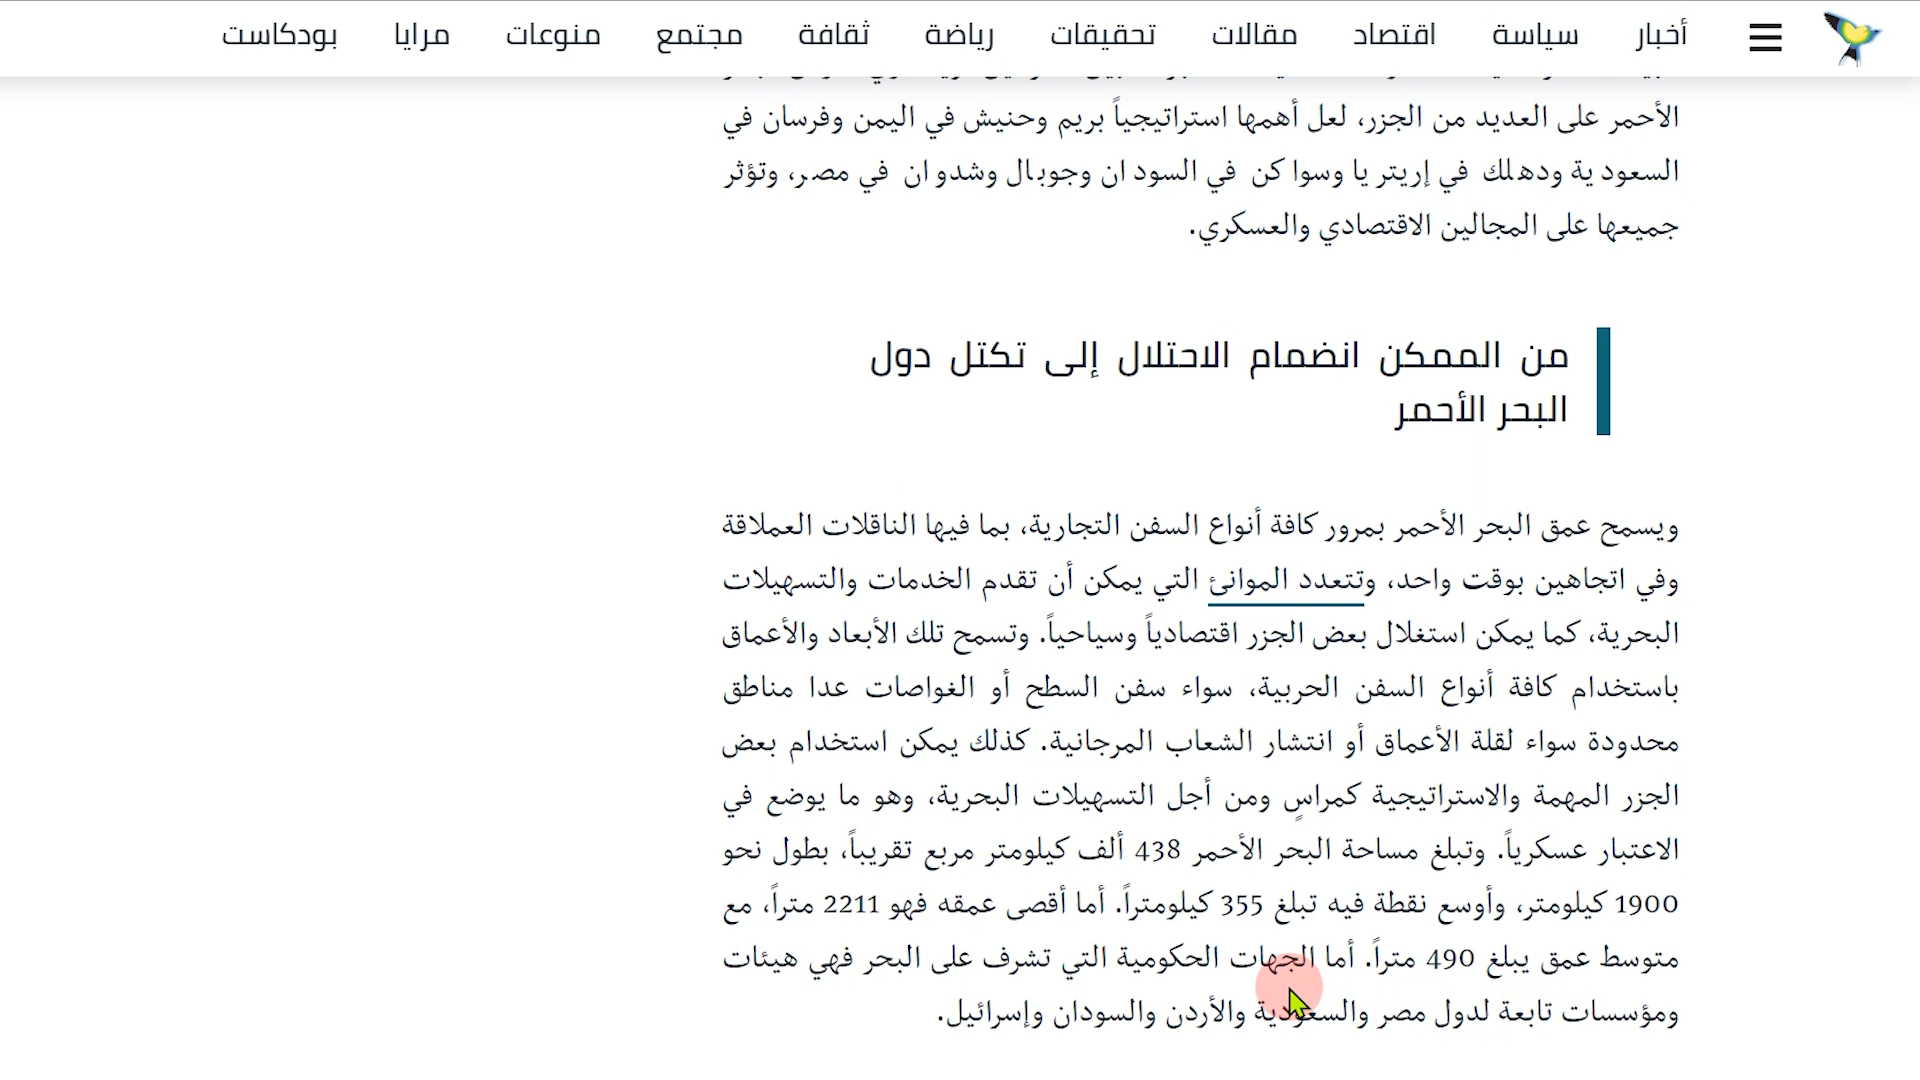 أخبار
سياسة
اقتصاد
مقالات
تحقيقات
رياضة
ثقافة
مجتمع
منوعات
مرايا
بودكاست
الأحمر على العديد من الجزر، لعل أهمها استراتيجياً بريم وحنيش في اليمن وفرسان في
السعودية ودهلك في إريتريا وسواكن في السودان وجوبال وشدوان في مصر، وتؤثر
جميعها على المجالين الاقتصادي والعسكري.
من الممكن انضمام الاحتلال إلى تكتل دول
البحر الأحمر
ويسمح عمق البحر الأحمر بمرور كافة أنواع السفن التجارية، بما فيها الناقلات العملاقة
وفي اتجاهين بوقت واحد، وتتعدد الموانئ التي يمكن أن تقدم الخدمات والتسهيلات
البحرية، كما يمكن استغلال بعض الجزر اقتصادياً وسياحياً. وتسمح تلك الأبعاد والأعماق
باستخدام كافة أنواع السفن الحربية، سواء سفن السطح أو الغواصات عدا مناطق
محدودة سواء لقلة الأعماق أو انتشار الشعاب المرجانية. كذلك يمكن استخدام بعض
الجزر المهمة والاستراتيجية كمراسٍ ومن أجل التسهيلات البحرية، وهو ما يوضع في
الاعتبار عسكرياً. وتبلغ مساحة البحر الأحمر 438 ألف كيلومتر مربع تقريباً، بطول نحو
1900 كيلومتر، وأوسع نقطة فيه تبلغ 355 كيلومتراً. أما أقصى عمقه فهو 2211 متراً، مع
متوسط عمق يبلغ 490 متراً. أما الجهات الحكومية التي تشرف على البحر فهي هيئات
ومؤسسات تابعة لدول مصر والسعودية والأردن والسودان وإسرائيل.